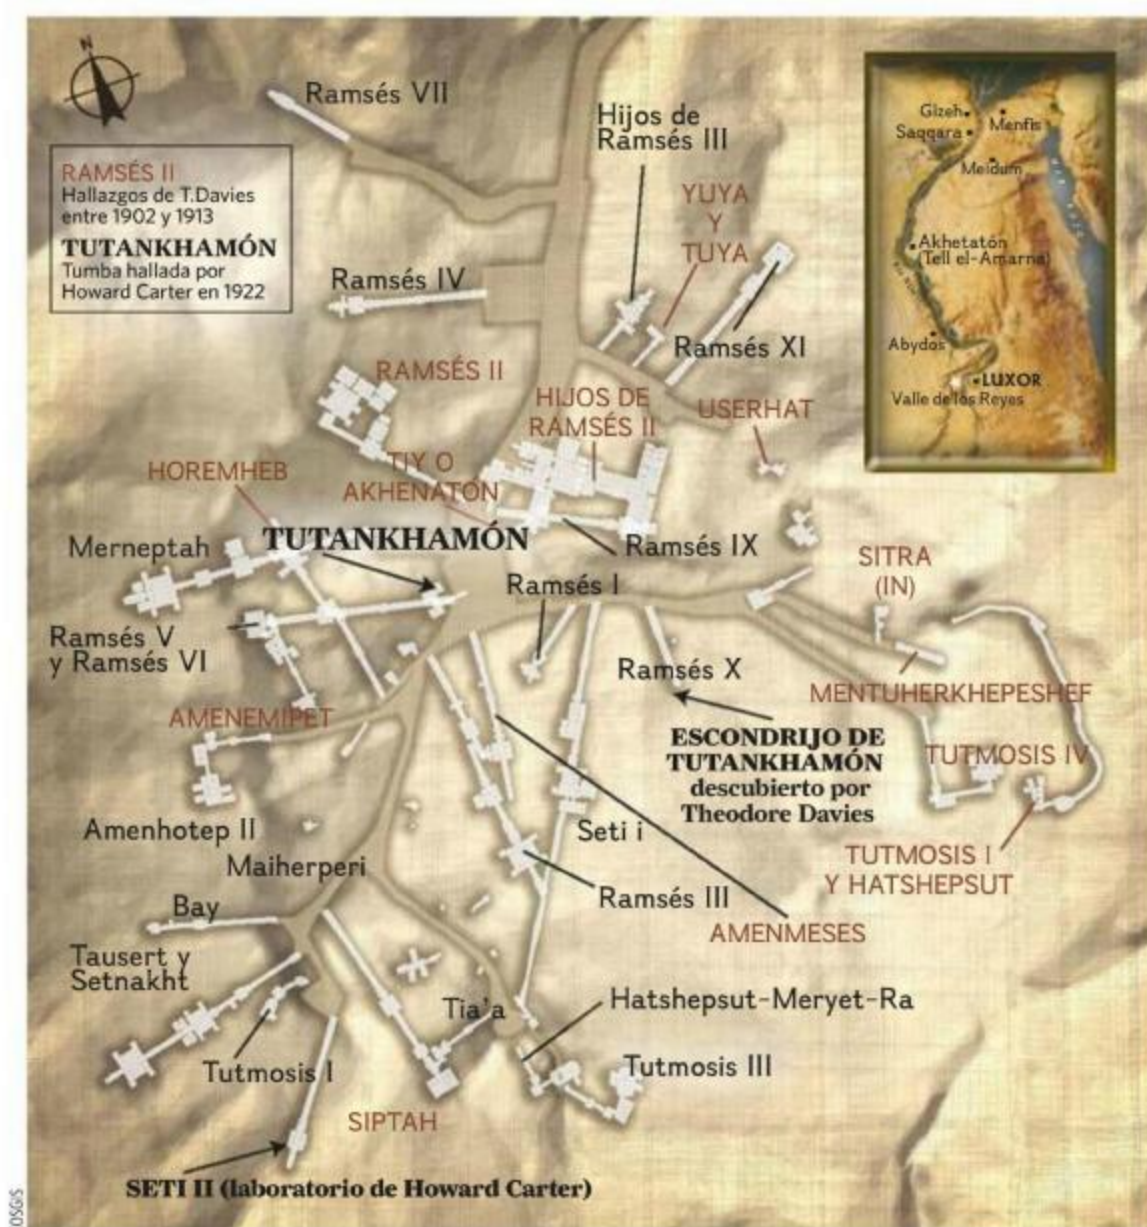 N
Ramsés VII
Hijos de
Ramsés III
RAMSÉS II
Hallazgos de T.Davies
entre 1902 y 1913
TUTANKHAMÓN
Tumba hallada por
Howard Carter en 1922
YUYA
Y
TUYA
Ramsés IV
Ramsés XI
RAMSÉS II
HIJOS DE
RAMSÉS II
USERHAT
HOREMHEB
TIY O
AKHENATÓN
TUTANKHAMÓN
Merneptah
Ramsés IX
Ramsés I
SITRA
(IN)
Ramsés V
y Ramsés VI
Ramsés X
MENTUHERKHEPESHEF
AMENEMIPET
ESCONDRIJO DE
TUTANKHAMÓN
descubierto por
Theodore Davies
TUTMOSIS IV
Amenhotep II
Seti i
Maiherperi
TUTMOSIS I
Y HATSHEPSUT
Ramsés III
Bay
AMENMESES
Tausert y
Setnakht
Tia'a
Hatshepsut-Meryet-Ra
Tutmosis I
Tutmosis III
SIPTAH
SETI II (laboratorio de Howard Carter)
Gizeh
Menfis
Saqqara
Meidum
Akhetatón
(Tell el-Amarna)
Abydos
LUXOR
Valle de los Reyes